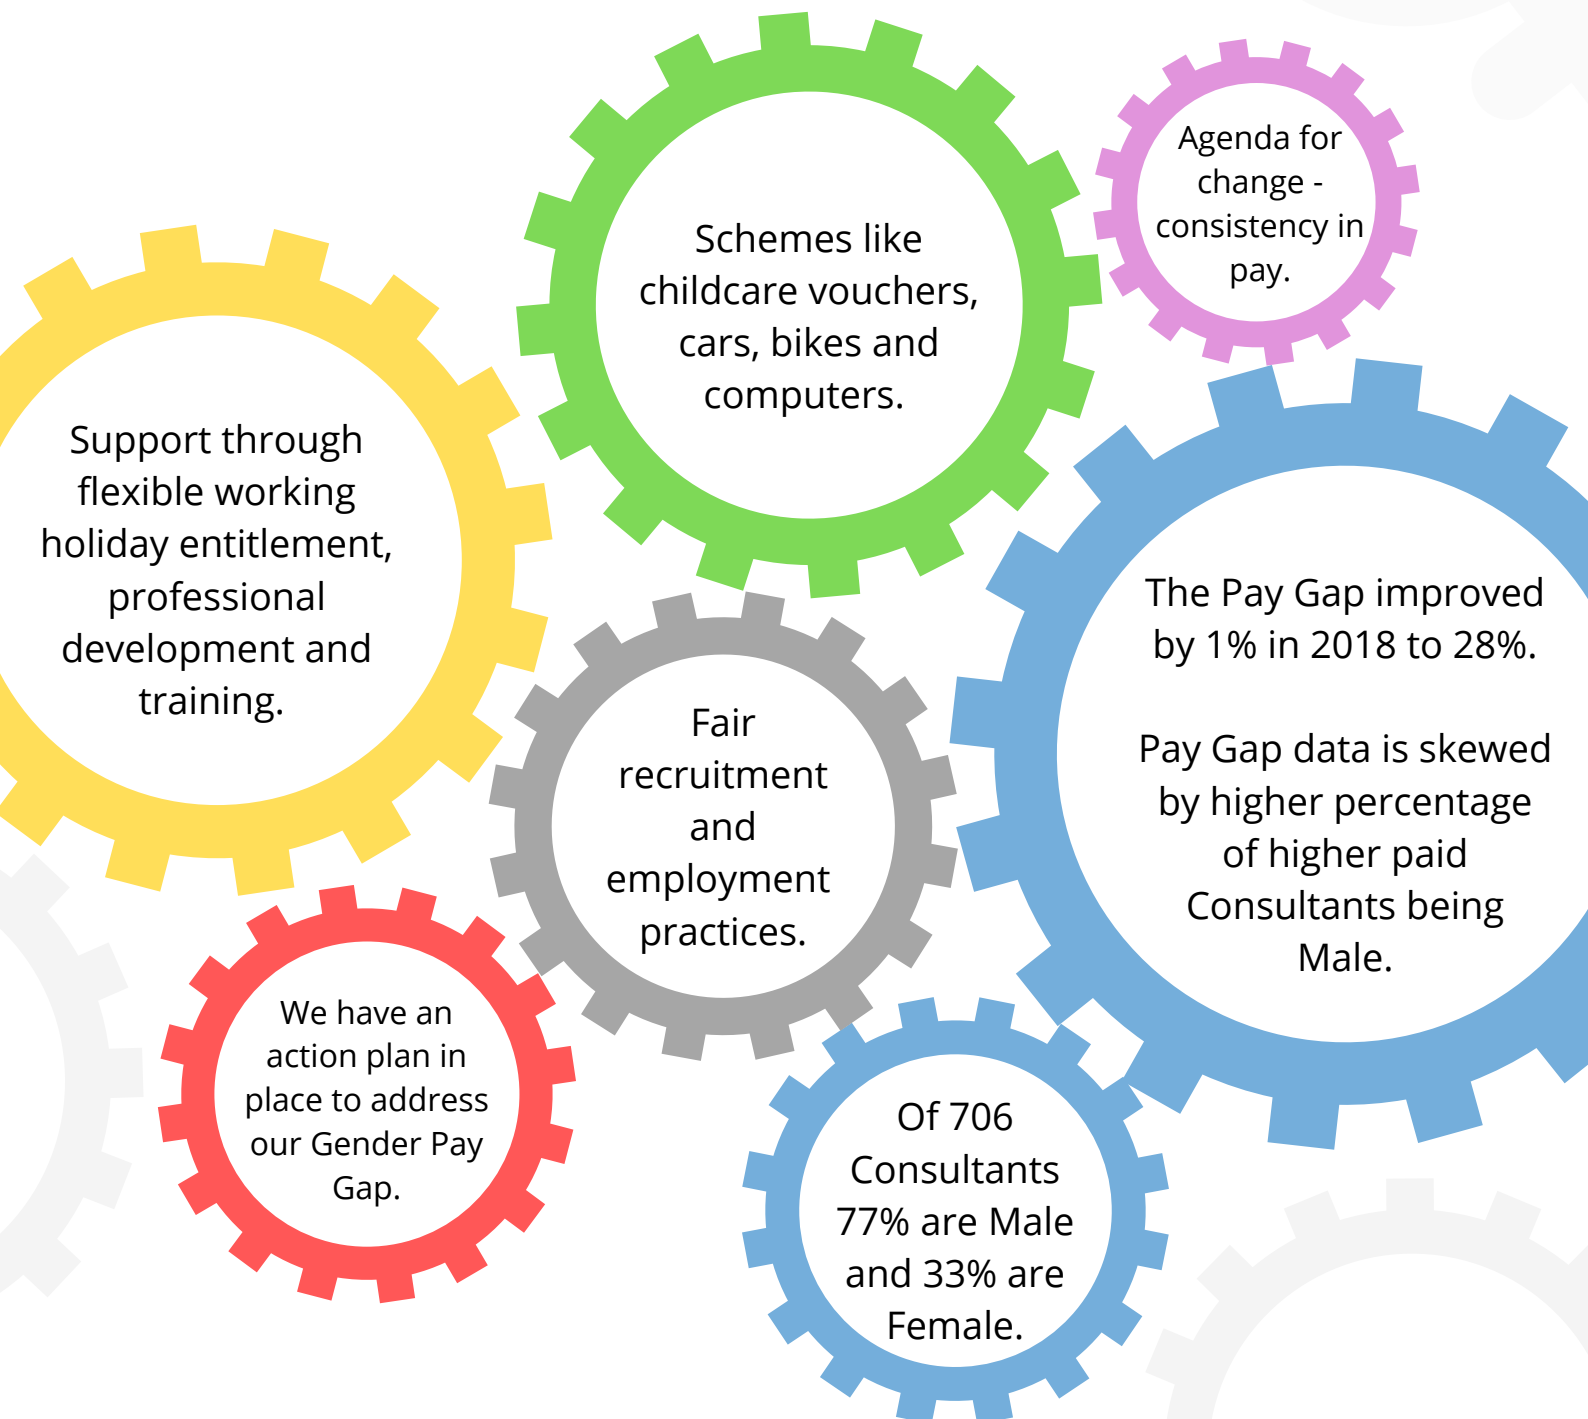 Schemes like
childcare vouchers,
cars, bikes and
computers.
Agenda for
change -
consistency in
pay.
Support through
flexible working
holiday entitlement,
professional
development and
training.
Fair
recruitment
and
employment
practices.
The Pay Gap improved
by 1% in 2018 to 28%.
Pay Gap data is skewed
by higher percentage
of higher paid
Consultants being
Male.
We have an
action plan in
place to address
our Gender Pay
Gap.
Of 706
Consultants
77% are Male
and 33% are
Female.